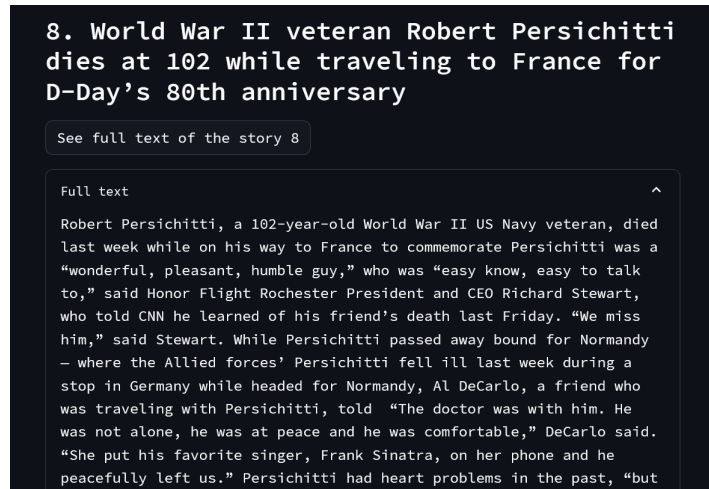 8. World War II veteran Robert Persichitti
dies at 102 while traveling to France for
D-Day’s 80th anniversary
See full text of the story 8
Full text
Robert Persichitti, a 102-year-old World War II US Navy veteran, died
last week while on his way to France to commemorate Persichitti was a
“wonderful, pleasant, humble guy,” who was “easy know, easy to talk
to,” said Honor Flight Rochester President and CEO Richard Stewart,
who told CNN he learned of his friend’s death last Friday. “We miss
him,” said Stewart. While Persichitti passed away bound for Normandy
— where the Allied forces’ Persichitti fell ill last week during a
stop in Germany while headed for Normandy, Al DeCarlo, a friend who
was traveling with Persichitti, told  “The doctor was with him. He
was not alone, he was at peace and he was comfortable,” DeCarlo said.
“She put his favorite singer, Frank Sinatra, on her phone and he
peacefully left us.” Persichitti had heart problems in the past, “but